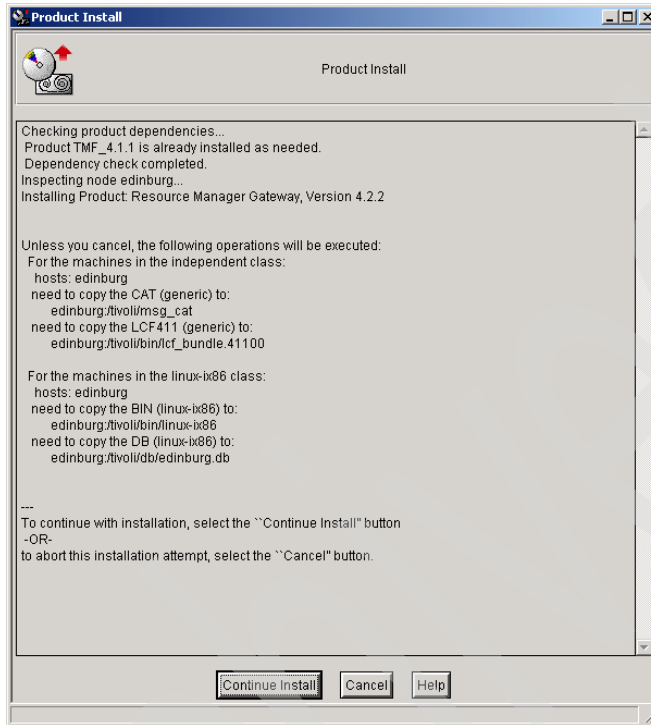 Product Install
Product Install
Checking product dependencies...
Product TMF_4.1.1 is already installed as needed.
Dependency check completed.
Inspecting node edinburg...
Installing Product: Resource Manager Gateway, Version 4.2.2
Unless you cancel, the following operations will be executed:
For the machines in the independent class:
hosts: edinburg
need to copy the CAT (generic) to:
edinburg:/tivoli/msg_cat
need to copy the LCF411 (generic) to:
edinburg:/tivoli/bin/lcf_bundle.41100
For the machines in the linux-ix86 class:
hosts: edinburg
need to copy the BIN (linux-ix86) to:
edinburg:/tivoli/bin/linux-ix86
need to copy the DB (linux-ix86) to:
edinburg:/tivoli/db/edinburg.db
---
To continue with installation, select the ``Continue Install'' button
-OR-
to abort this installation attempt, select the ``Cancel'' button.
Continue Install Cancel Help